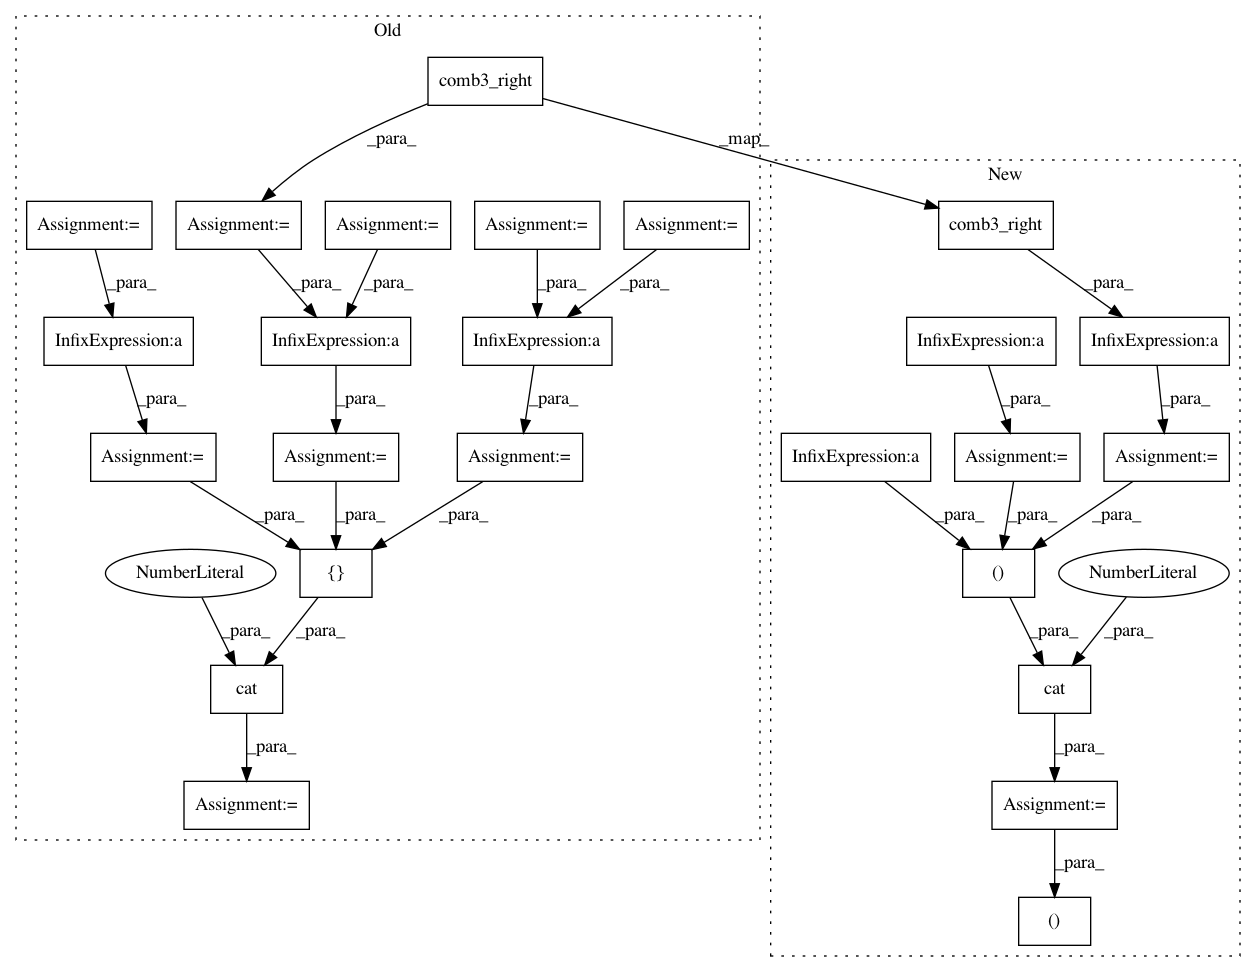 Old
comb3_right
_para_
_map_
New
Assignment:=
Assignment:=
Assignment:=
Assignment:=
Assignment:=
comb3_right
_para_
_para_
_para_
_para_
_para_
_para_
InfixExpression:a
InfixExpression:a
InfixExpression:a
InfixExpression:a
InfixExpression:a
_para_
_para_
_para_
_para_
_para_
Assignment:=
Assignment:=
Assignment:=
InfixExpression:a
Assignment:=
Assignment:=
_para_
_para_
_para_
_para_
_para_
_para_
NumberLiteral
{}
()
NumberLiteral
_para_
_para_
_para_
_para_
cat
cat
_para_
_para_
Assignment:=
Assignment:=
_para_
()